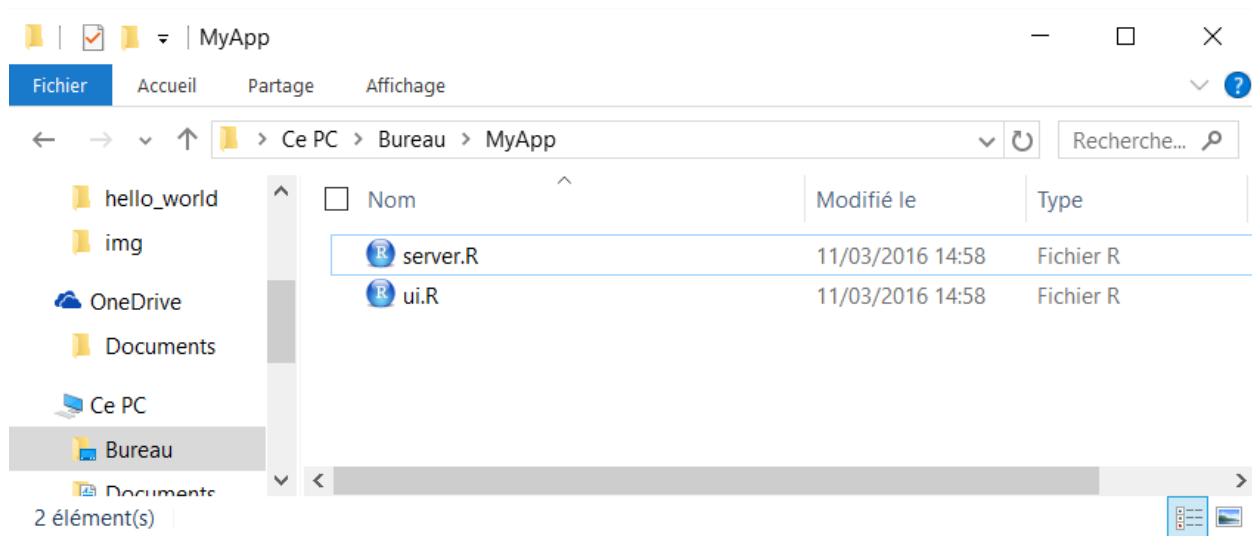 MyApp
Fichier Accueil Partage Affichage ?
Ce PC > Bureau > MyApp Recherche...
hello_world
img
OneDrive
Documents
Ce PC
Bureau
Documents
Nom Modifié le Type
R server.R 11/03/2016 14:58 Fichier R
R ui.R 11/03/2016 14:58 Fichier R
2 élément(s)